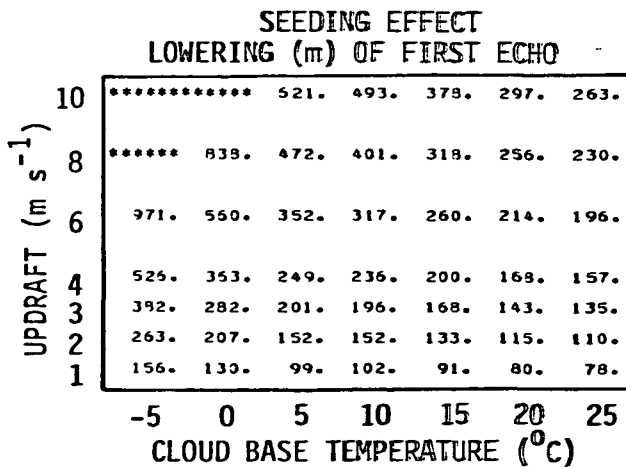 SEEDING EFFECT
LOWERING (m) OF FIRST ECHO
UPDRAFT (m s⁻¹)
10 ************ 521. 493. 378. 297. 263.
8 ****** 838. 472. 401. 318. 256. 230.
6 971. 560. 352. 317. 260. 214. 196.
4 526. 363. 249. 236. 200. 168. 157.
3 392. 282. 201. 196. 168. 143. 135.
2 263. 207. 152. 152. 133. 115. 110.
1 156. 130. 99. 102. 91. 80. 78.
-5 0 5 10 15 20 25
CLOUD BASE TEMPERATURE (⁰C)